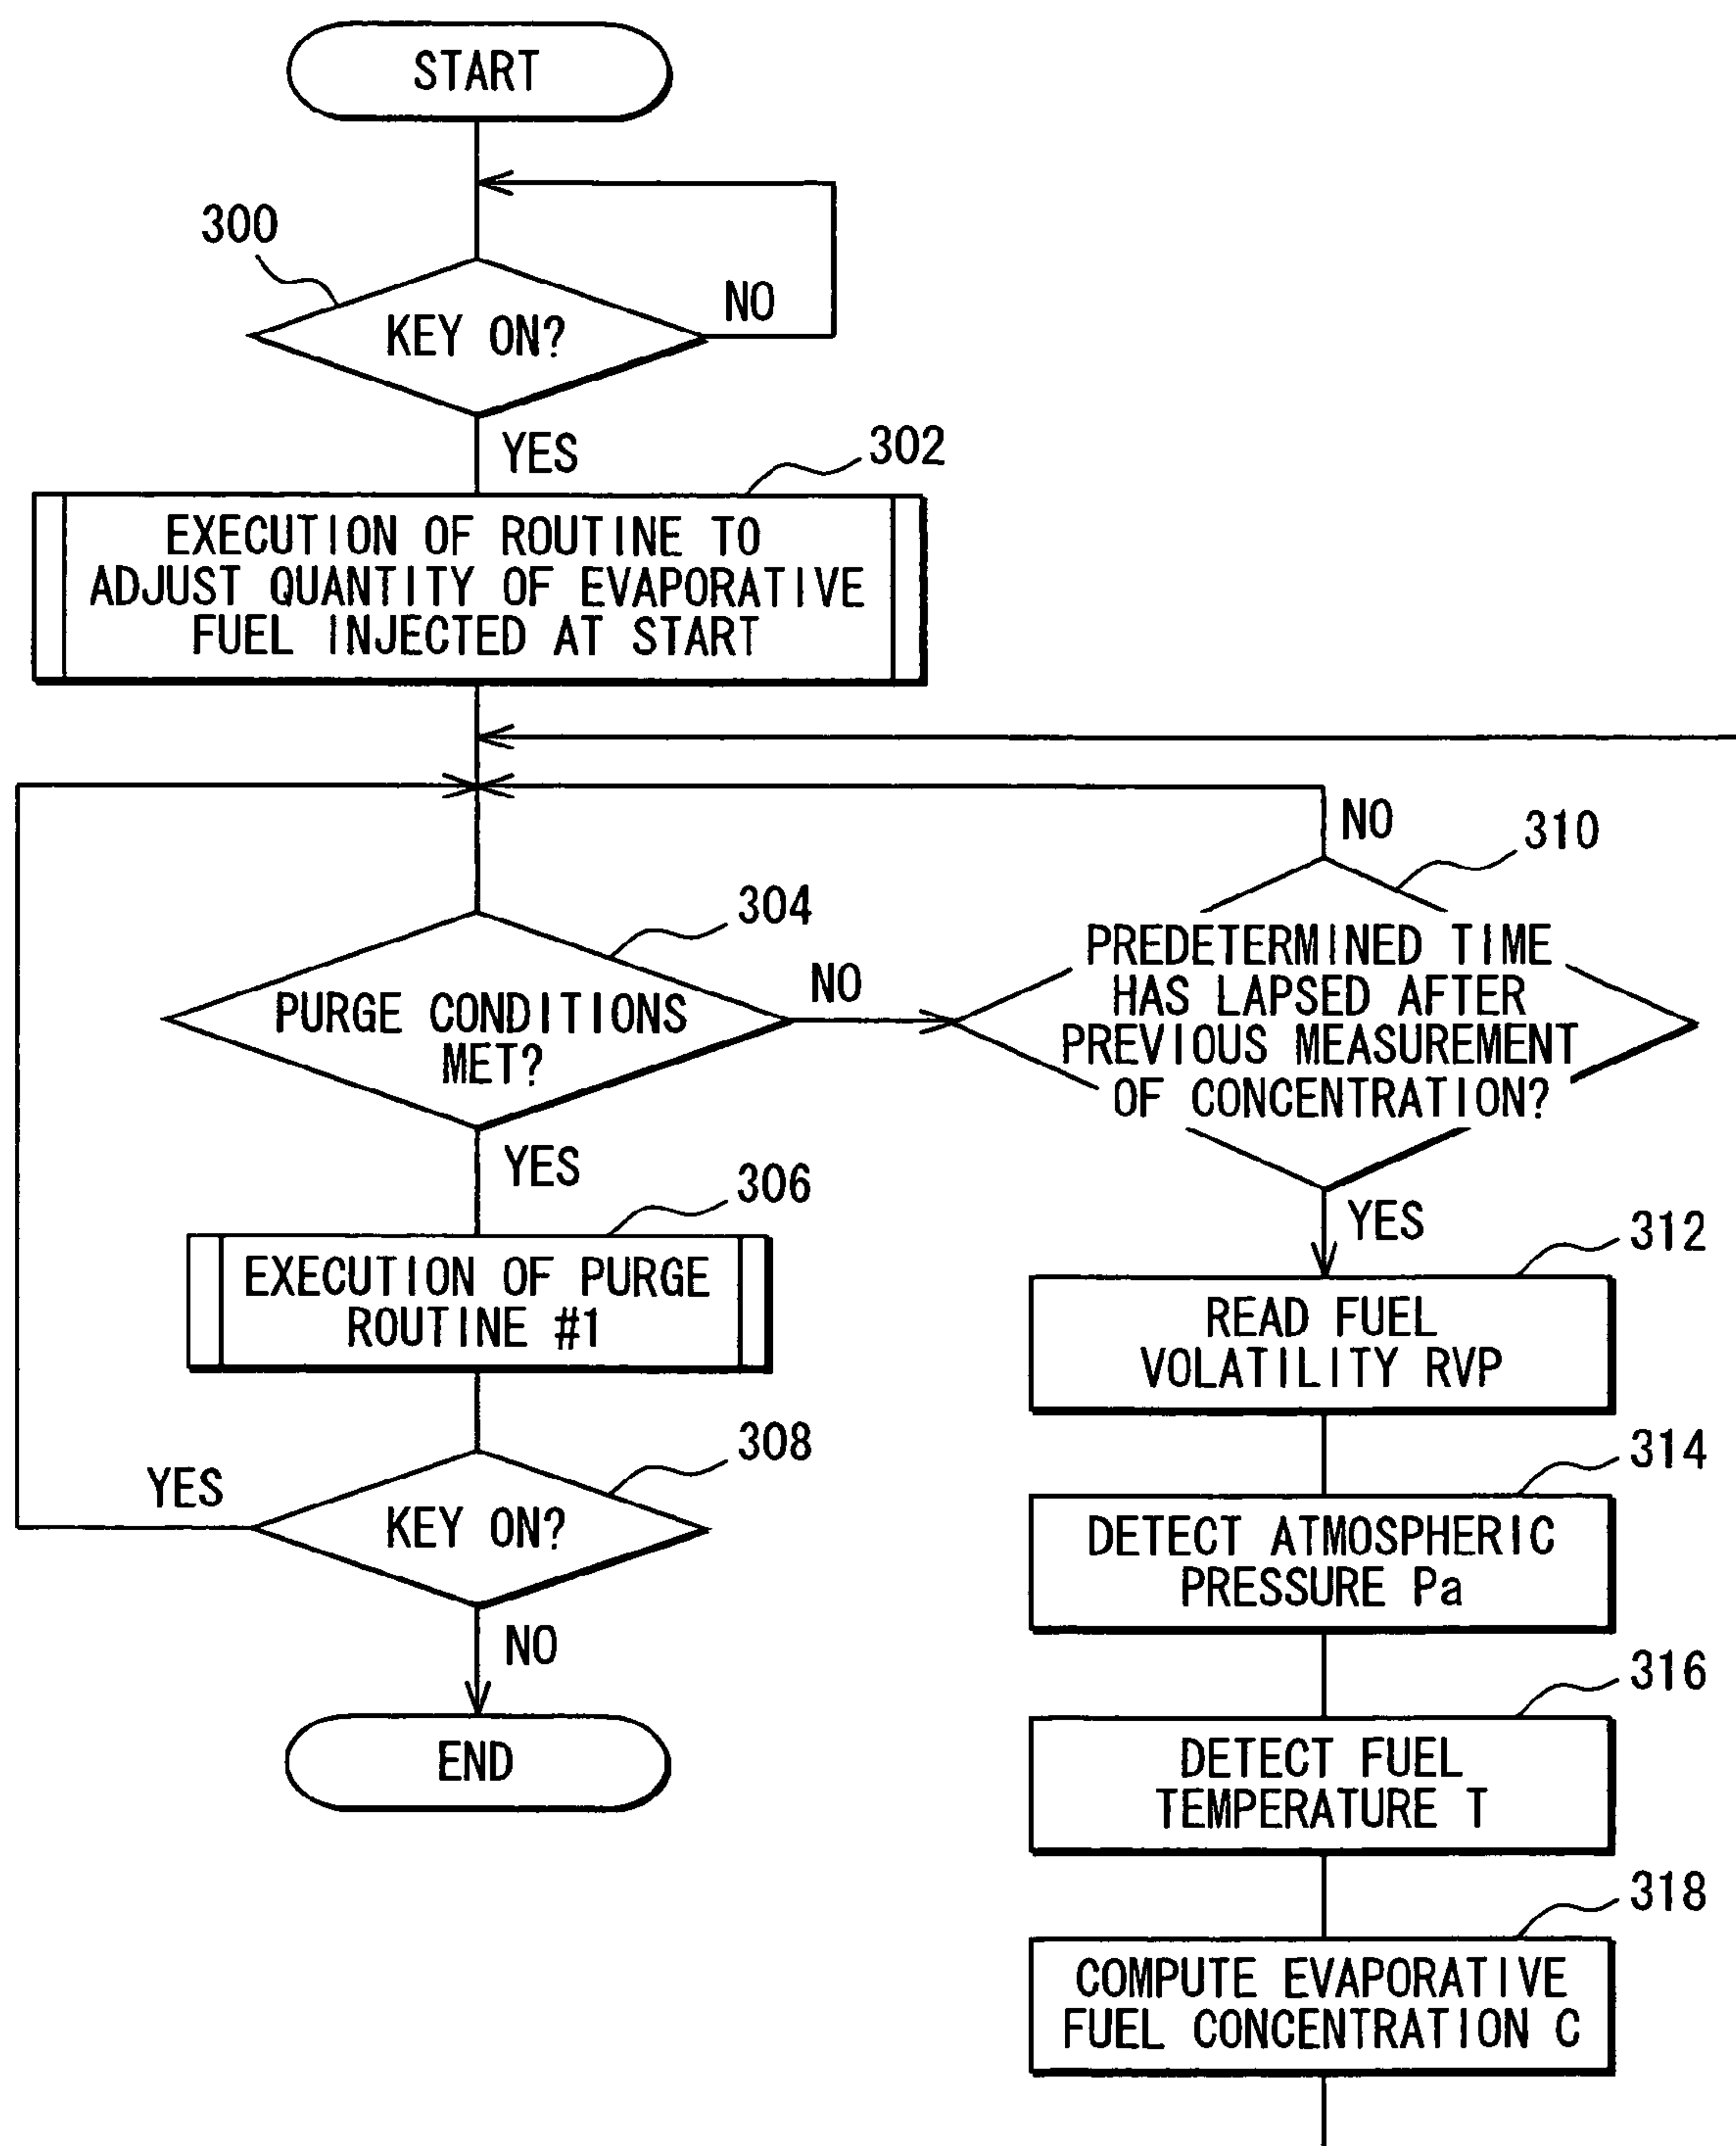 START
300
KEY ON?
NO
YES
302
EXECUTION OF ROUTINE TO
ADJUST QUANTITY OF EVAPORATIVE
FUEL INJECTED AT START
304
PURGE CONDITIONS
MET?
NO
YES
306
EXECUTION OF PURGE
ROUTINE #1
308
KEY ON?
YES
NO
END
NO
310
PREDETERMINED TIME
HAS LAPSED AFTER
PREVIOUS MEASUREMENT
OF CONCENTRATION?
YES
312
READ FUEL
VOLATILITY RVP
314
DETECT ATMOSPHERIC
PRESSURE Pa
316
DETECT FUEL
TEMPERATURE T
318
COMPUTE EVAPORATIVE
FUEL CONCENTRATION C